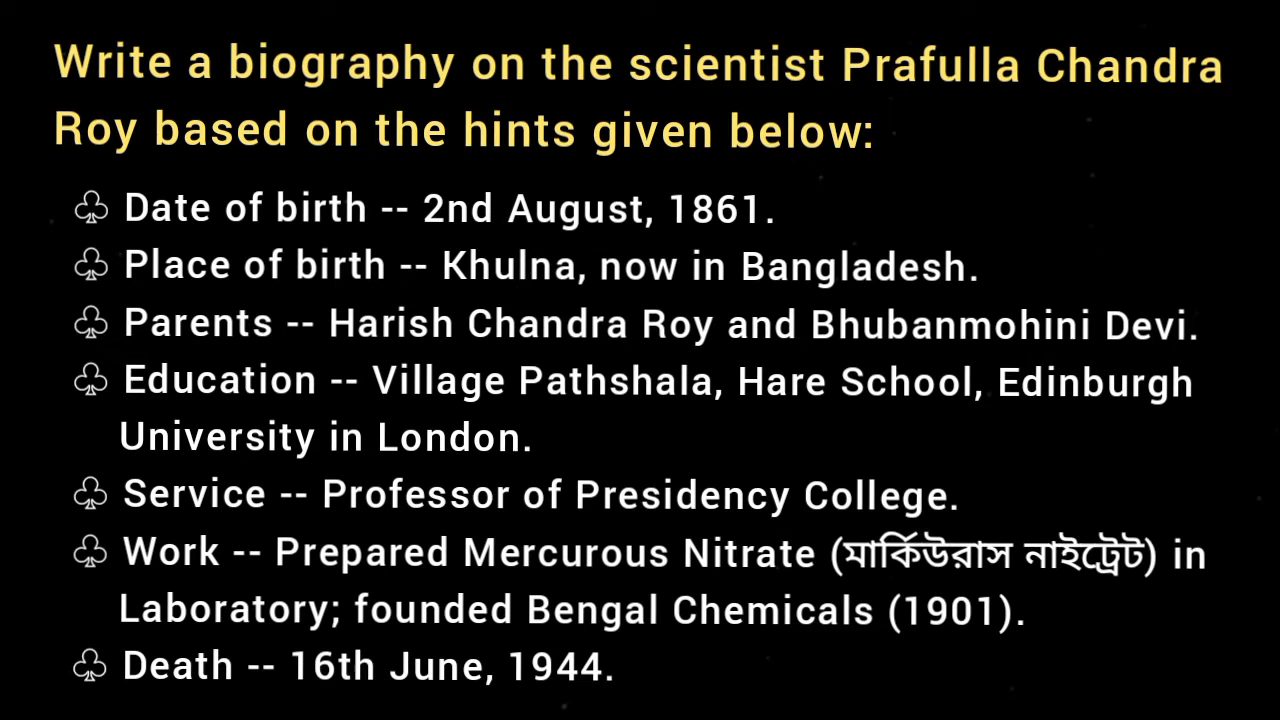 Write a biography on the scientist Prafulla Chandra
Roy based on the hints given below:
♧ Date of birth -- 2nd August, 1861.
♧ Place of birth -- Khulna, now in Bangladesh.
♧ Parents -- Harish Chandra Roy and Bhubanmohini Devi.
♧ Education -- Village Pathshala, Hare School, Edinburgh
University in London.
♧ Service -- Professor of Presidency College.
♧ Work -- Prepared Mercurous Nitrate (মার্কিউরাস নাইট্রেট) in
Laboratory; founded Bengal Chemicals (1901).
♧ Death -- 16th June, 1944.